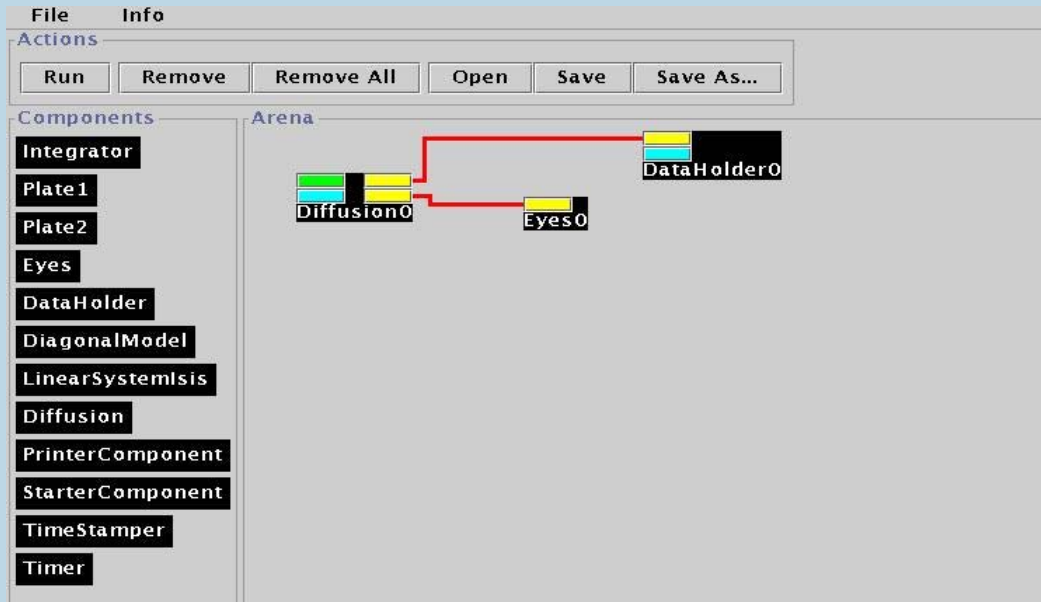 File Info
Actions
Run Remove Remove All Open Save Save As...
Components
Integrator
Plate1
Plate2
Eyes
DataHolder
DiagonalModel
LinearSystemIsis
Diffusion
PrinterComponent
StarterComponent
TimeStamper
Timer
Arena
DataHolder0
Diffusion0
Eyes0